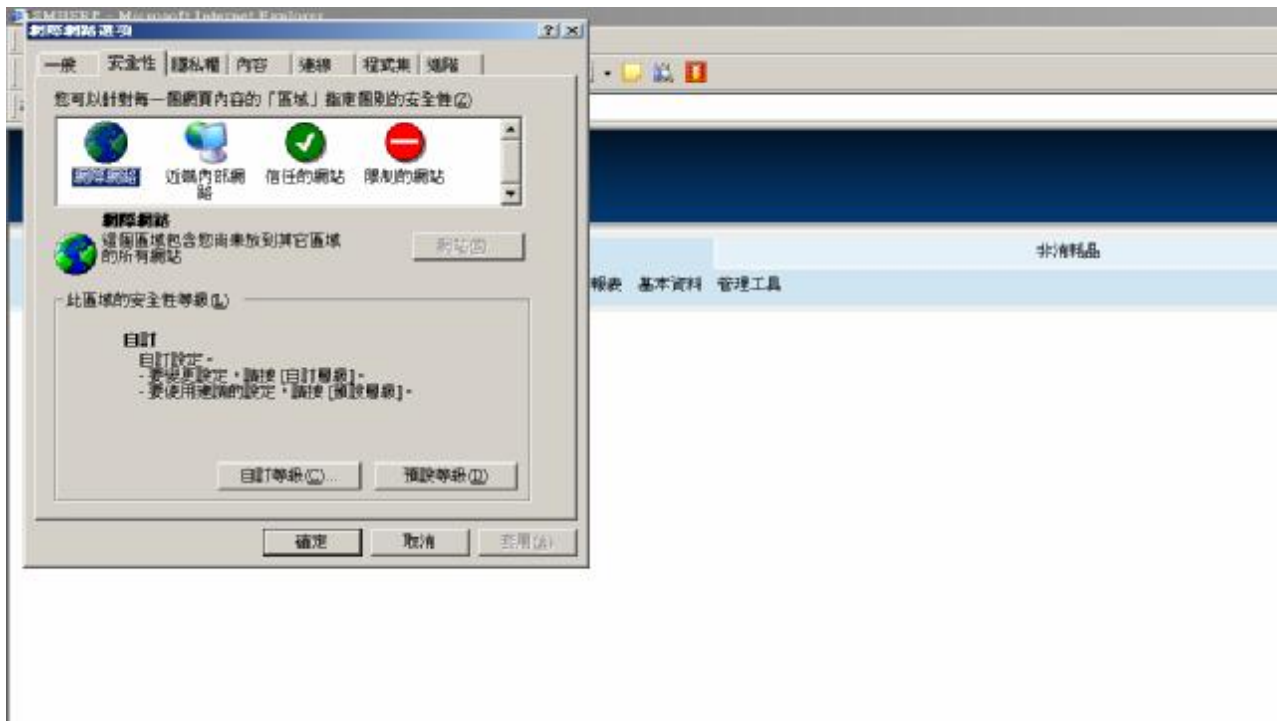 SMHERP - Microsoft Internet Explorer
網際網路選項
一般 安全性 隱私權 內容 連線 程式集 進階
您可以針對每一個網頁內容的「區域」指定個別的安全性(Z)
網際網路 近端內部網路 信任的網站 限制的網站
網際網路
這個區域包含您尚未放到其它區域
的所有網站
網站(S)
此區域的安全性等級(L)
自訂
自訂設定。
- 要變更設定，請按 [自訂層級]。
- 要使用建議的設定，請按 [預設層級]。
自訂等級(C)... 預設等級(D)
確定 取消 套用(A)
非消耗品
報表 基本資料 管理工具